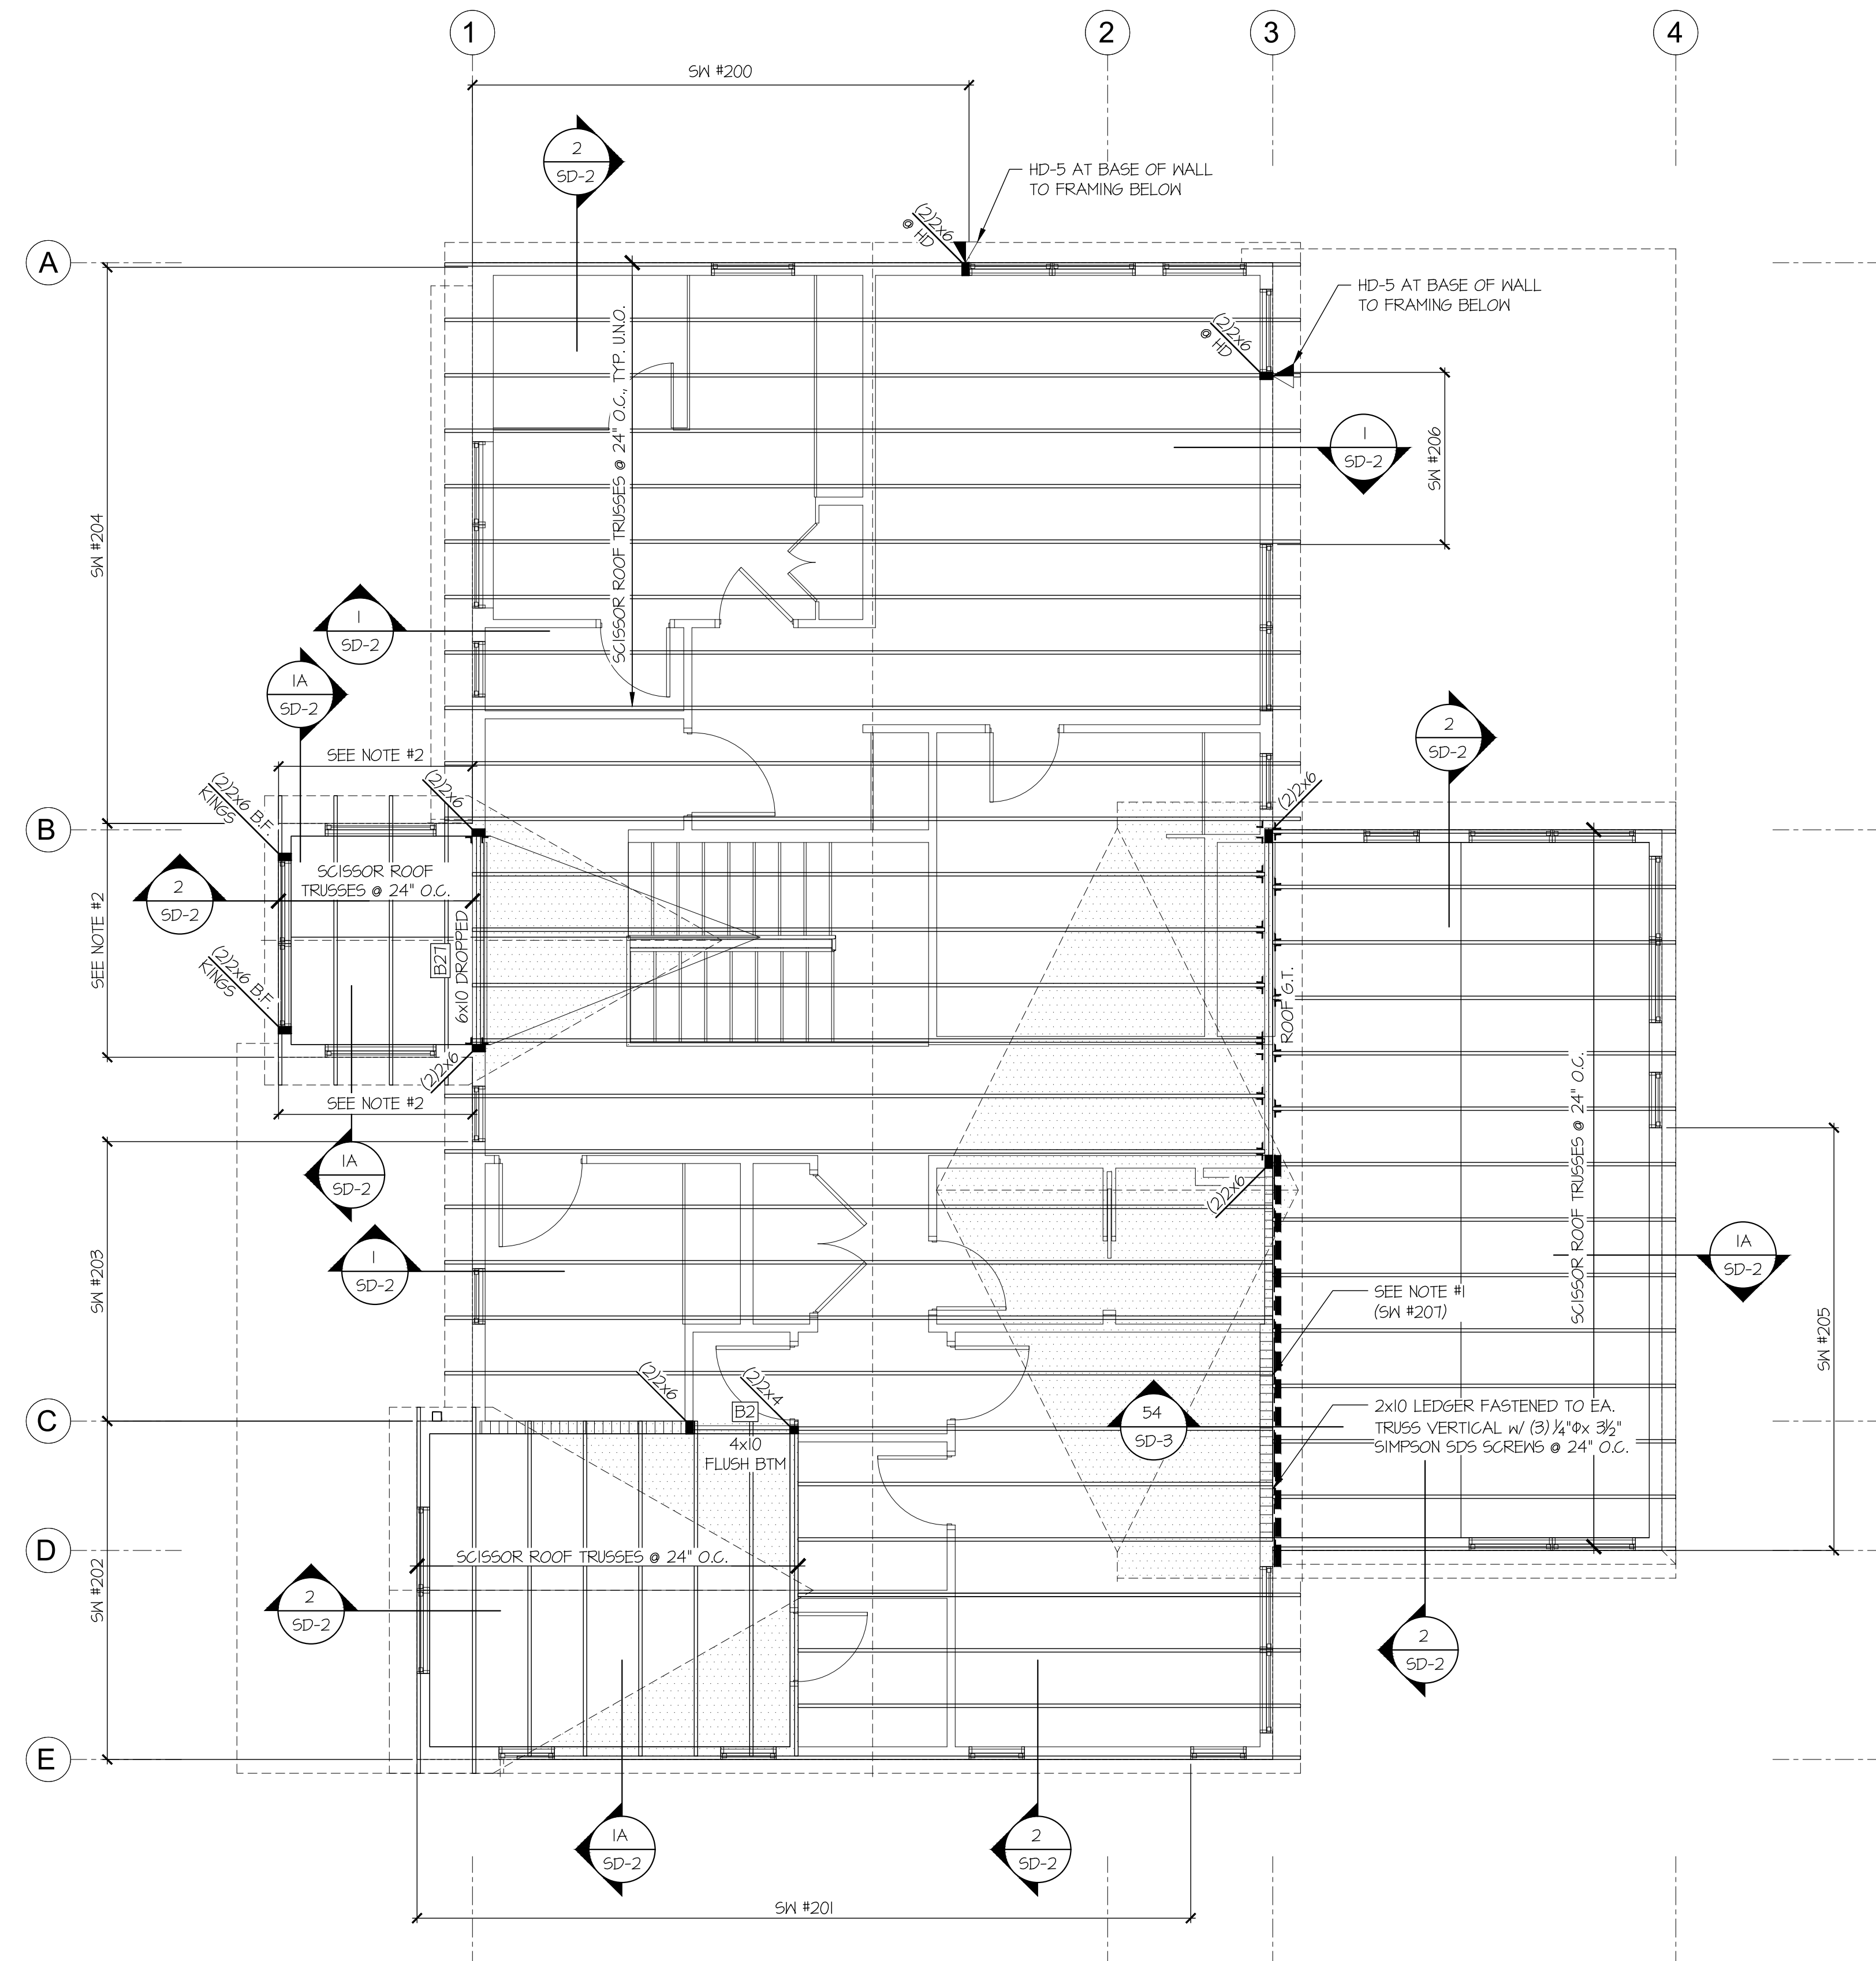 1
2
3
4
SW #200
2
SD-2
HD-5 AT BASE OF WALL
TO FRAMING BELOW
(2)2x6
@ HD
A
HD-5 AT BASE OF WALL
TO FRAMING BELOW
(2)2x6
@ HD
SCISSOR ROOF TRUSSES @ 24" O.C., TYP. U.N.O.
1
SD-2
SW #206
SW #204
1
SD-2
1A
SD-2
2
SD-2
SEE NOTE #2
(2)2x6 B.F.
KINGS
(2)2x6
(2)2x6
B
SCISSOR ROOF
TRUSSES @ 24" O.C.
2
SD-2
SEE NOTE #2
B27
6x10 DROPPED
(2)2x6 B.F.
KINGS
ROOF G.T.
(2)2x6
SEE NOTE #2
SCISSOR ROOF TRUSSES @ 24" O.C.
1A
SD-2
(2)2x6
SW #203
1
SD-2
1A
SD-2
SEE NOTE #1
(SW #207)
SW #205
(2)2x6
(2)2x4
B2
4x10
FLUSH BTM
C
54
SD-3
2x10 LEDGER FASTENED TO EA.
TRUSS VERTICAL W/ (3) 1/4"Φx 3 1/2"
SIMPSON SDS SCREWS @ 24" O.C.
D
SCISSOR ROOF TRUSSES @ 24" O.C.
SW #202
2
SD-2
2
SD-2
E
1A
SD-2
2
SD-2
SW #201